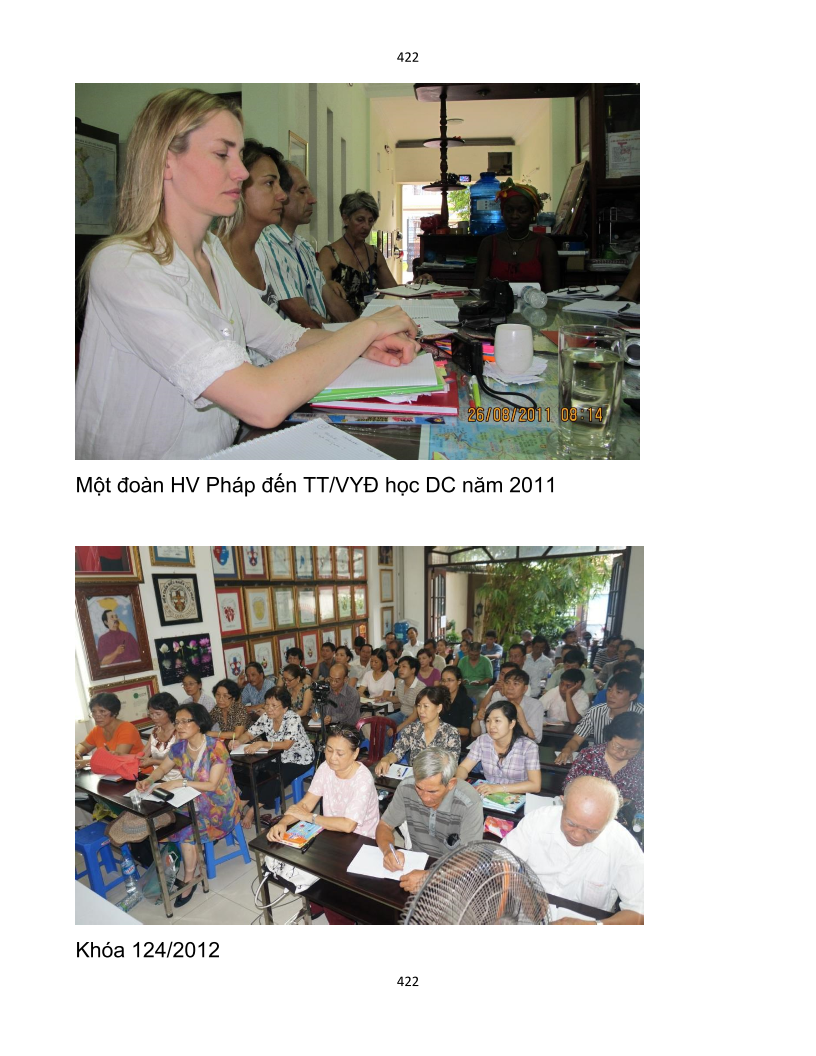 422
26/08/2011 08:14
Một đoàn HV Pháp đến TT/VYĐ học DC năm 2011
Khóa 124/2012
422